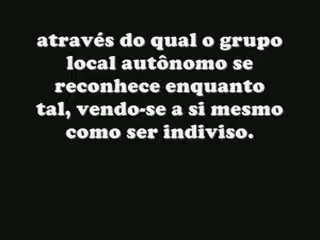 através do qual o grupo
local autônomo se
reconhece enquanto
tal, vendo-se a si mesmo
como ser indiviso.